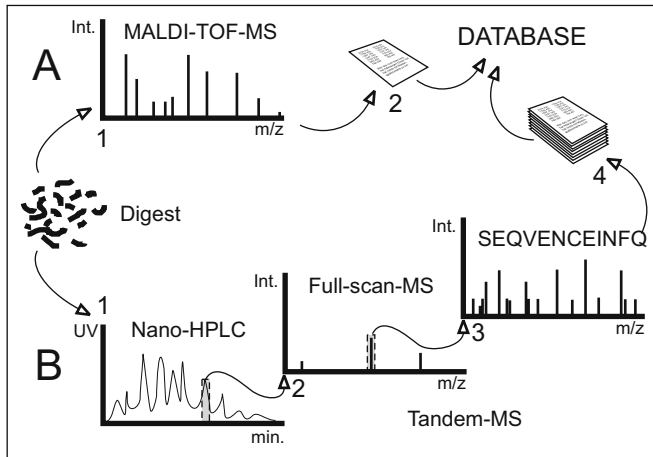 A
Int.
MALDI-TOF-MS
1
m/z
2
DATABASE
4
Digest
SEQVENCEINFQ
Int.
3
m/z
Int.
Full-scan-MS
2
m/z
1
UV
Nano-HPLC
B
min.
Tandem-MS